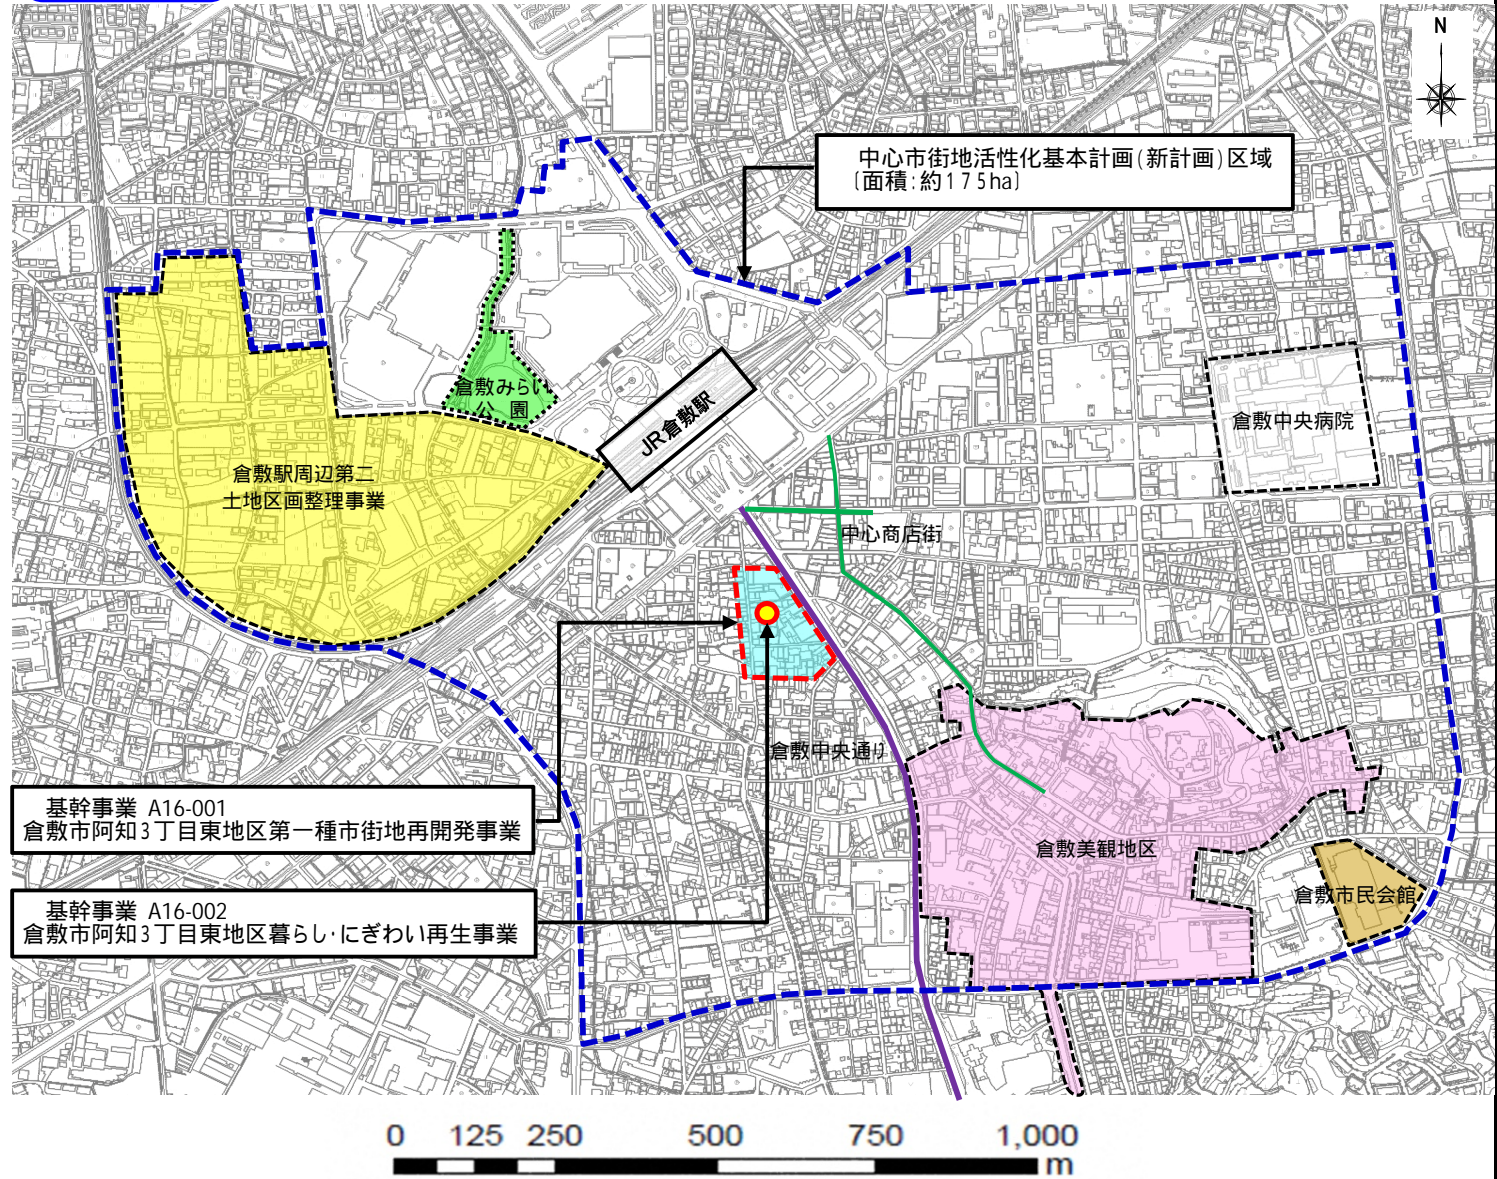 N
中心市街地活性化基本計画(新計画)区域
〔面積:約175ha〕
倉敷みらい
公 園
JR倉敷駅
倉敷中央病院
倉敷駅周辺第二
土地区画整理事業
中心商店街
倉敷中央通り
基幹事業 A16-001
倉敷市阿知3丁目東地区第一種市街地再開発事業
倉敷美観地区
倉敷市民会館
基幹事業 A16-002
倉敷市阿知3丁目東地区暮らし・にぎわい再生事業
0 125 250 500 750 1,000
m